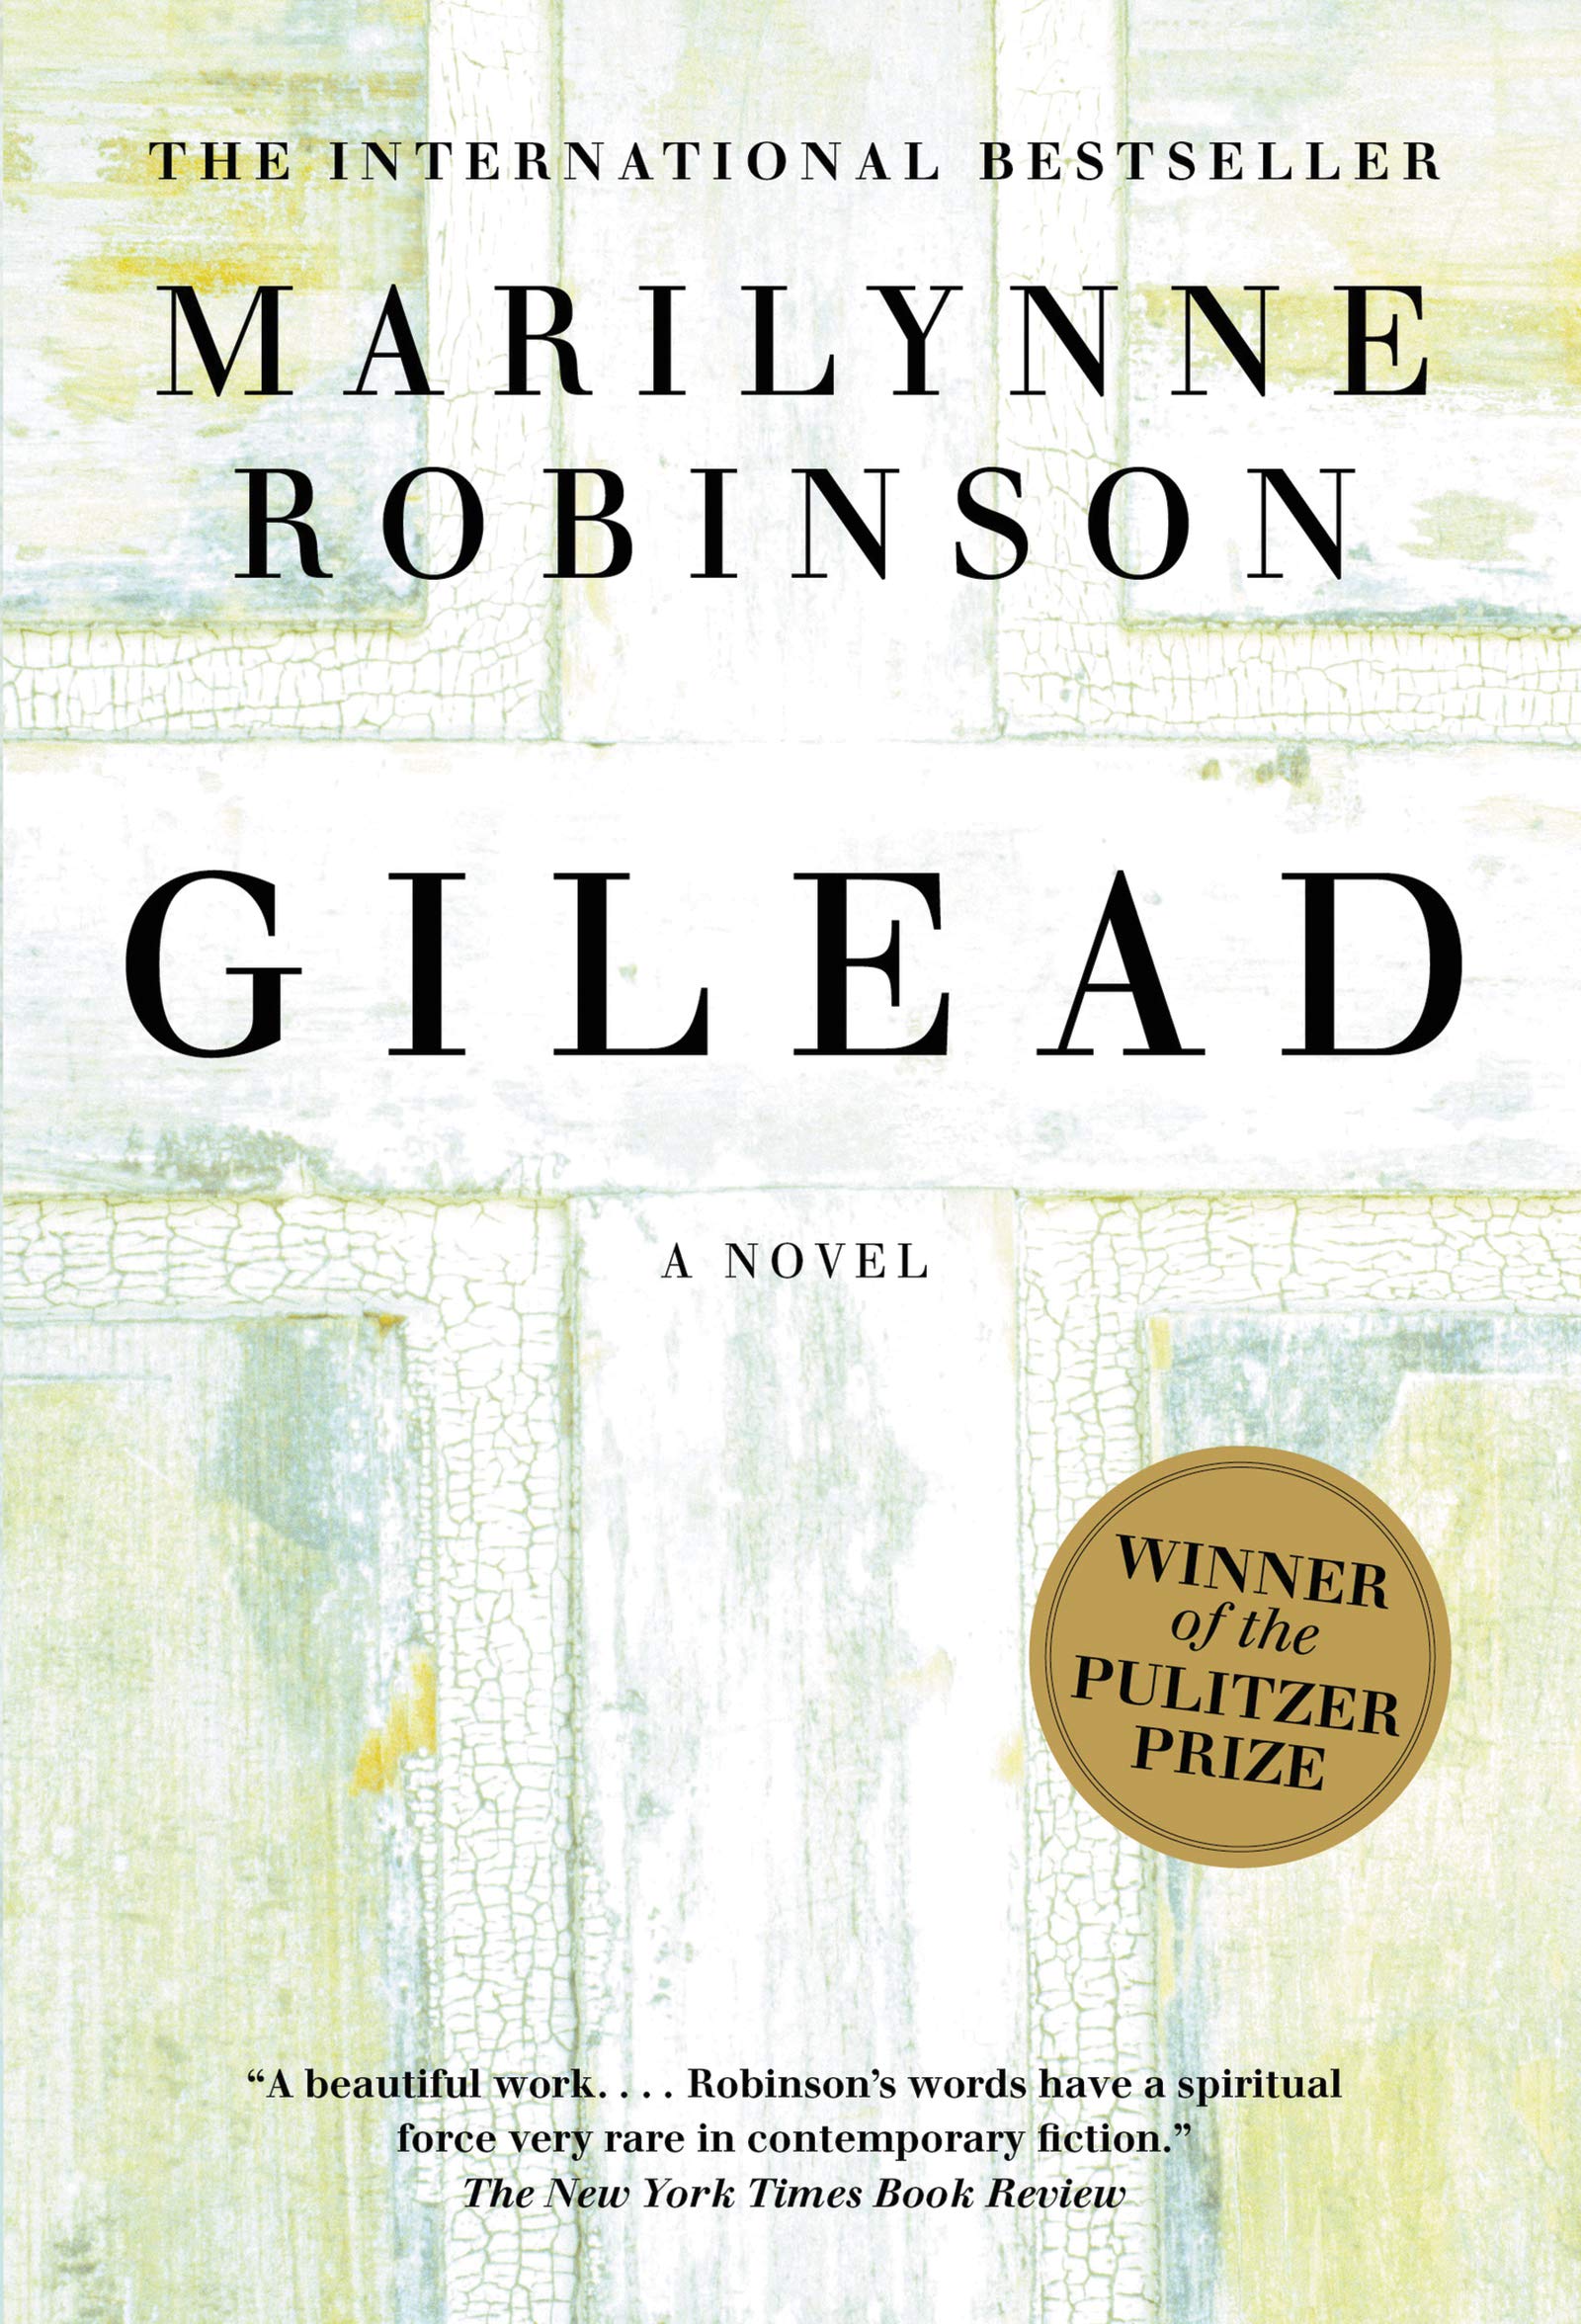 THE INTERNATIONAL BESTSELLER
MARILYNNE
ROBINSON
GILEAD
A NOVEL
WINNER
of the
PULITZER
PRIZE
“A beautiful work. . . . Robinson’s words have a spiritual
force very rare in contemporary fiction.”
The New York Times Book Review